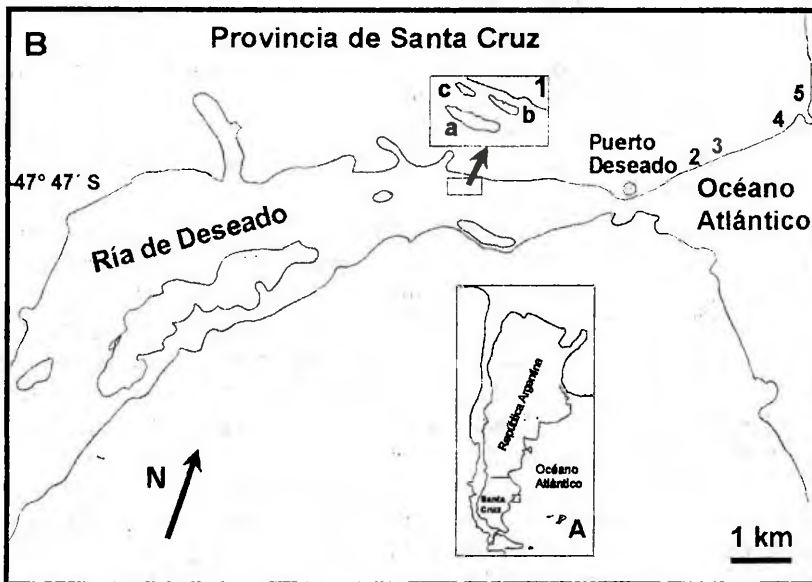 B
Provincia de Santa Cruz
c
1
b
a
5
4
3
2
Puerto
Deseado
47° 47´ S
Océano
Atlántico
Ría de Deseado
República Argentina
Océano
Atlántico
Santa
Cruz
A
N
1 km